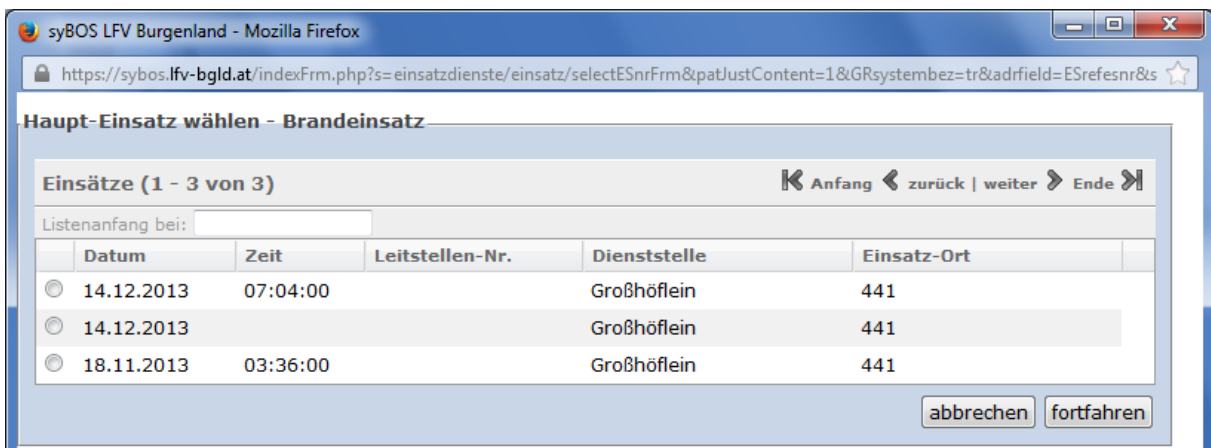 syBOS LFV Burgenland - Mozilla Firefox
https://sybos.lfv-bgld.at/indexFrm.php?s=einsatzdienste/einsatz/selectESnrFrm&patJustContent=1&GRsystembez=tr&adrfield=ESrefesnr&s
Haupt-Einsatz wählen - Brandeinsatz
Einsätze (1 - 3 von 3) Anfang zurück | weiter Ende
Listenanfang bei:
Datum Zeit Leitstellen-Nr. Dienststelle Einsatz-Ort
14.12.2013 07:04:00 Großhöflein 441
14.12.2013 Großhöflein 441
18.11.2013 03:36:00 Großhöflein 441
abbrechen fortfahren